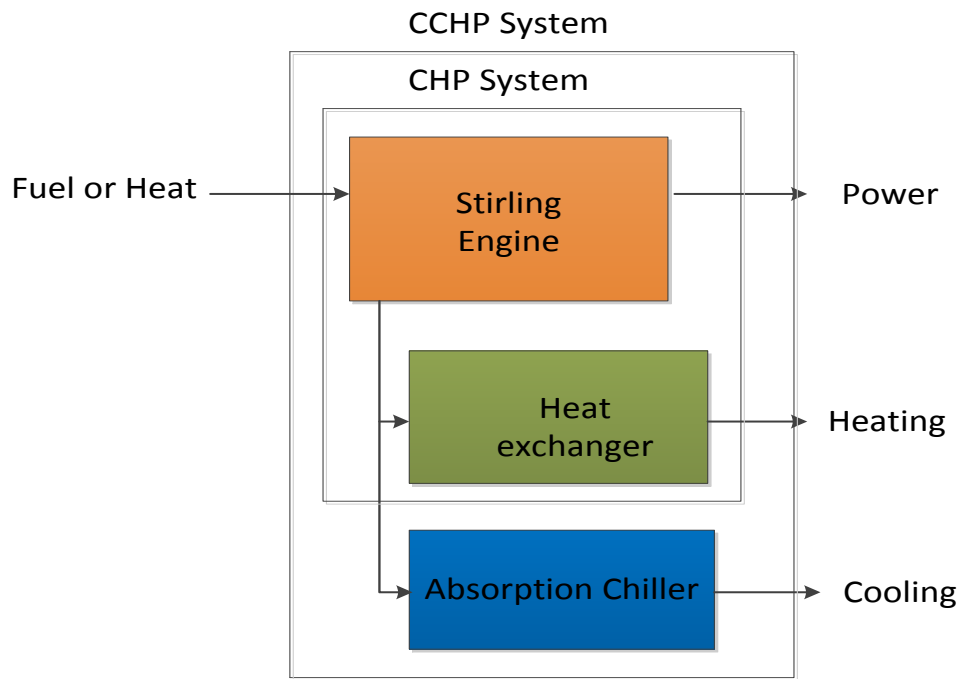 CCHP System
CHP System
Fuel or Heat
Stirling
Engine
Power
Heat
exchanger
Heating
Absorption Chiller
Cooling